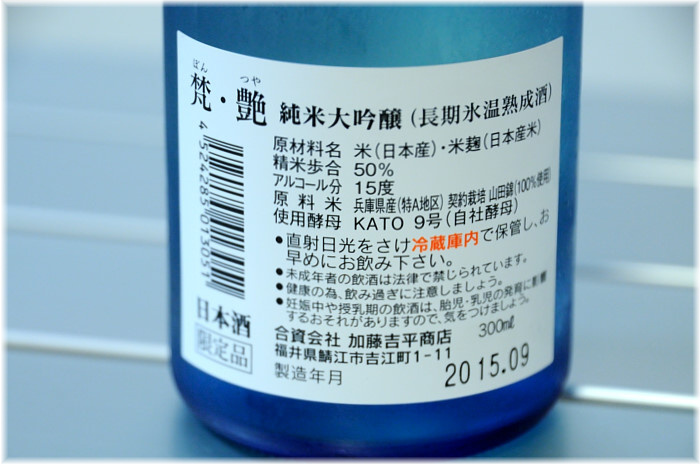 ぼん つや
梵・艶 純米大吟醸(長期氷温熟成酒)
原材料名 米(日本産)・米麹(日本産米)
精米歩合 50%
アルコール分 15度
原料米 兵庫県産(特A地区)契約栽培 山田錦(100%使用)
使用酵母 KATO 9号(自社酵母)
●直射日光をさけ冷蔵庫内で保管し、お
早めにお飲み下さい。
●未成年者の飲酒は法律で禁じられています。
●健康の為、飲み過ぎに注意しましょう。
●妊娠中や授乳期の飲酒は、胎児・乳児の発育に影響
するおそれがありますので、気をつけましょう。
合資会社 加藤吉平商店 300ml
福井県鯖江市吉江町1-11
製造年月 2015.09
4524285013031
日本酒
限定品